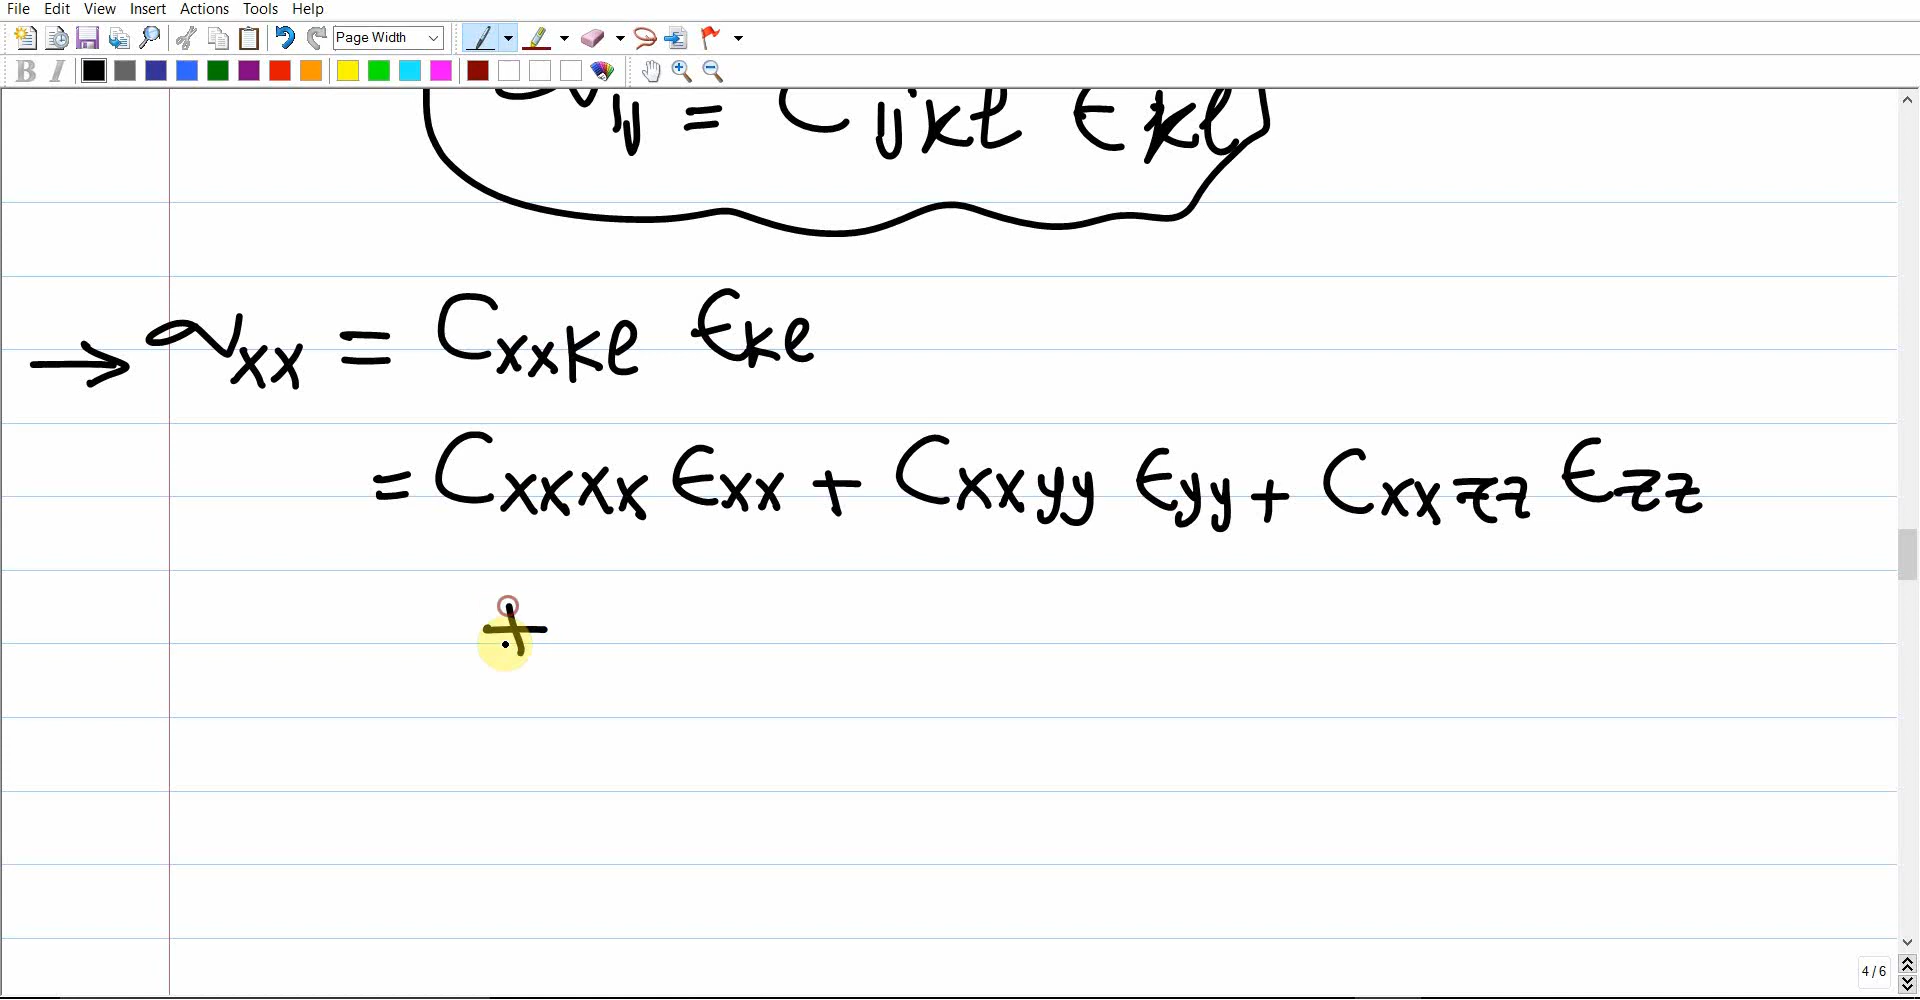 File Edit View Insert Actions Tools Help
Page Width
B I
σij = Cijkl ϵkl
→ σxx = Cxxkl ϵkl
= Cxxxx ϵxx + Cxxyy ϵyy + Cxxzz ϵzz
+
4 / 6